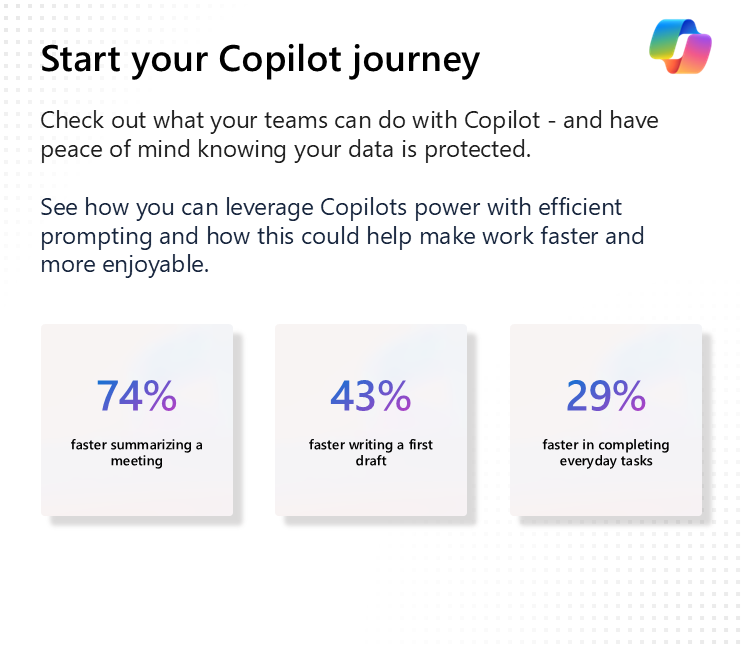 Start your Copilot journey
Check out what your teams can do with Copilot - and have
peace of mind knowing your data is protected.
See how you can leverage Copilots power with efficient
prompting and how this could help make work faster and
more enjoyable.
74%
faster summarizing a
meeting
43%
faster writing a first
draft
29%
faster in completing
everyday tasks